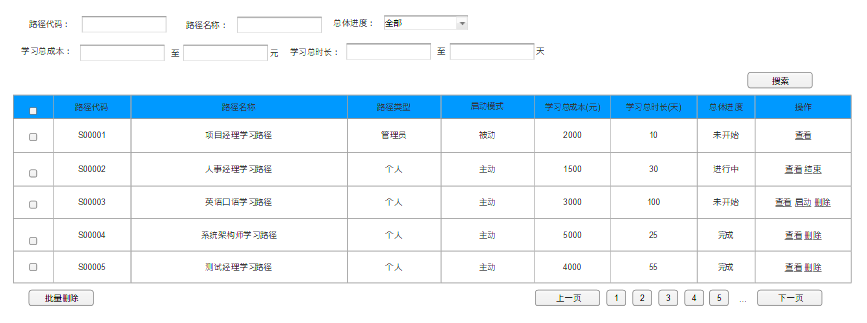 路径代码： 路径名称： 总体进度： 全部
学习总成本： 至 元 学习总时长： 至 天
搜索
路径代码 路径名称 路径类型 启动模式 学习总成本(元) 学习总时长(天) 总体进度 操作
S00001 项目经理学习路径 管理员 被动 2000 10 未开始 查看
S00002 人事经理学习路径 个人 主动 1500 30 进行中 查看 结束
S00003 英语口语学习路径 个人 主动 3000 100 未开始 查看 启动 删除
S00004 系统架构师学习路径 个人 主动 5000 25 完成 查看 删除
S00005 测试经理学习路径 个人 主动 4000 55 完成 查看 删除
批量删除 上一页 1 2 3 4 5 ... 下一页